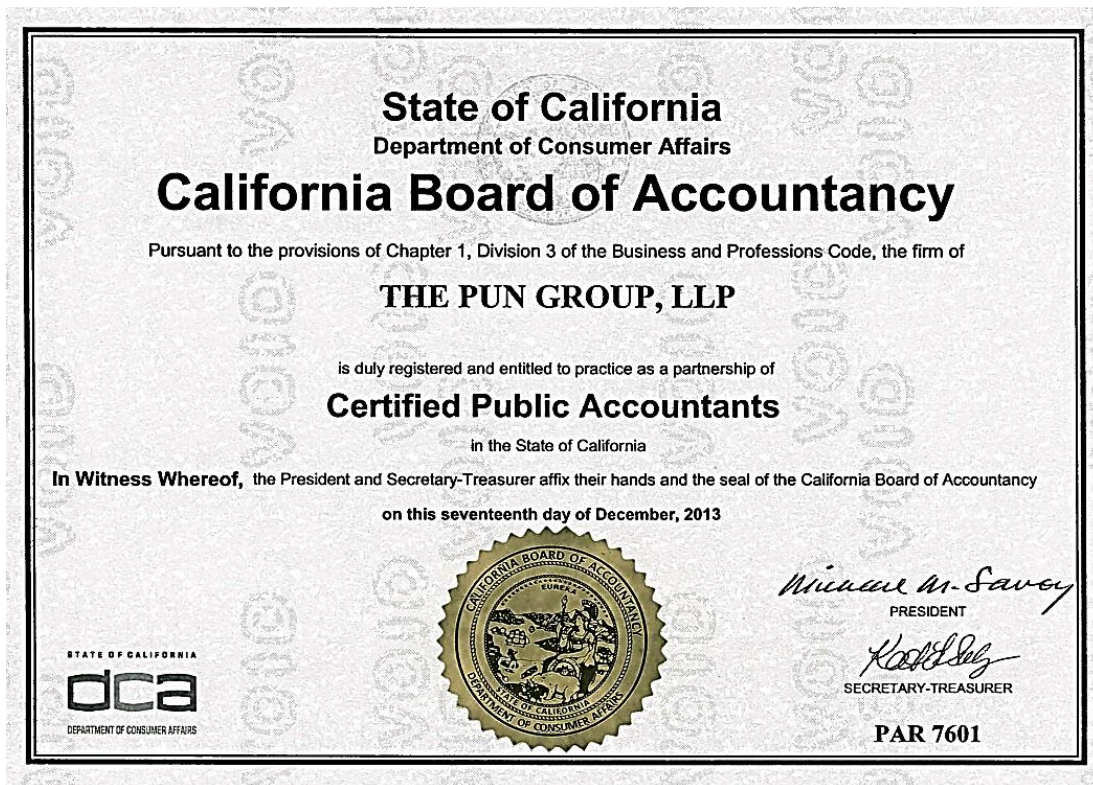 State of California
Department of Consumer Affairs
California Board of Accountancy
Pursuant to the provisions of Chapter 1, Division 3 of the Business and Professions Code, the firm of
THE PUN GROUP, LLP
is duly registered and entitled to practice as a partnership of
Certified Public Accountants
in the State of California
In Witness Whereof, the President and Secretary-Treasurer affix their hands and the seal of the California Board of Accountancy
on this seventeenth day of December, 2013
CALIFORNIA BOARD OF ACCOUNTANCY
EUREKA
STATE OF CALIFORNIA
DEPARTMENT OF CONSUMER AFFAIRS
M. Savoy
PRESIDENT
SECRETARY-TREASURER
PAR 7601
STATE OF CALIFORNIA
dca
DEPARTMENT OF CONSUMER AFFAIRS